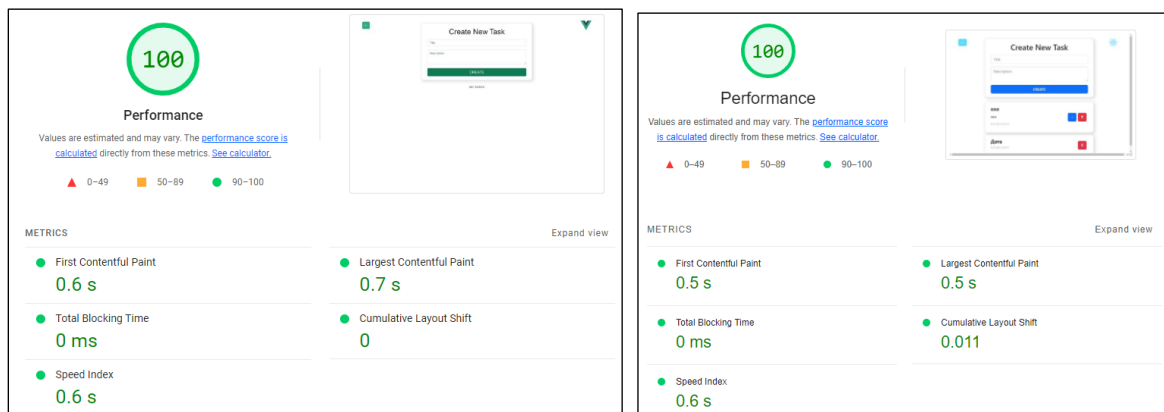 100
Performance
Values are estimated and may vary. The performance score is
calculated directly from these metrics. See calculator.
0–49
50–89
90–100
Create New Task
Title
Description
CREATE
METRICS
Expand view
First Contentful Paint
0.6 s
Largest Contentful Paint
0.7 s
Total Blocking Time
0 ms
Cumulative Layout Shift
0
Speed Index
0.6 s
100
Performance
Values are estimated and may vary. The performance score
is calculated directly from these metrics. See calculator.
0–49
50–89
90–100
Create New Task
Title
Description
CREATE
METRICS
Expand view
First Contentful Paint
0.5 s
Largest Contentful Paint
0.5 s
Total Blocking Time
0 ms
Cumulative Layout Shift
0.011
Speed Index
0.6 s